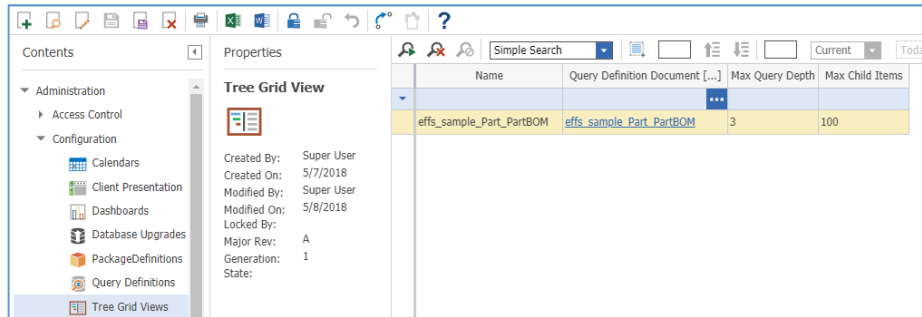 ?
Contents
Properties
Simple Search
Current
Toda
Administration
Access Control
Configuration
Calendars
Client Presentation
Dashboards
Database Upgrades
PackageDefinitions
Query Definitions
Tree Grid Views
Tree Grid View
Created By: Super User
Created On: 5/7/2018
Modified By: Super User
Modified On: 5/8/2018
Locked By:
Major Rev: A
Generation: 1
State:
Name Query Definition Document [...] Max Query Depth Max Child Items
...
effs_sample_Part_PartBOM effs_sample_Part_PartBOM 3 100